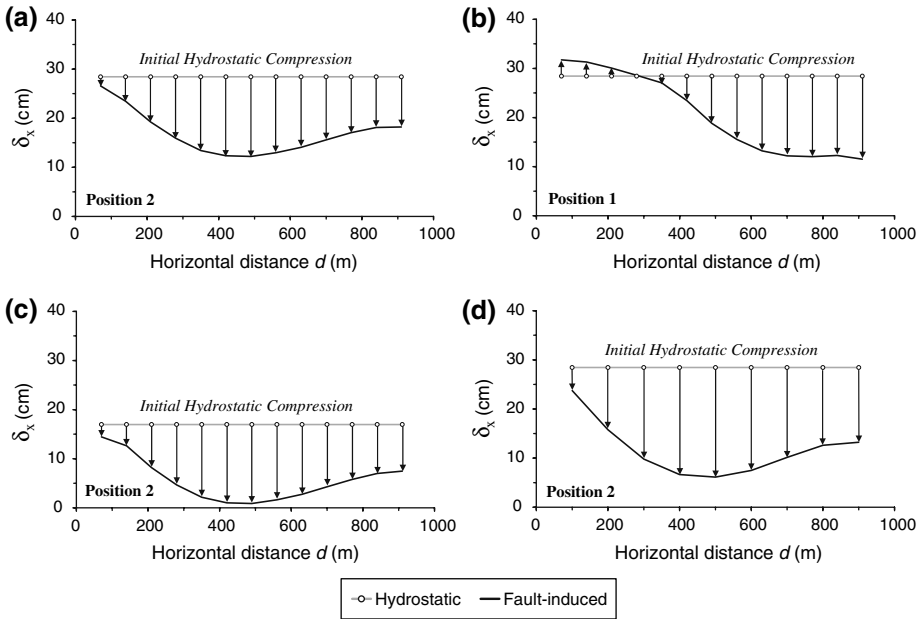 (a)
40
30
20
10
0
δx (cm)
Initial Hydrostatic Compression
Position 2
0 200 400 600 800 1000
Horizontal distance d (m)
(b)
40
30
20
10
0
δx (cm)
Initial Hydrostatic Compression
Position 1
0 200 400 600 800 1000
Horizontal distance d (m)
(c)
40
30
20
10
0
δx (cm)
Initial Hydrostatic Compression
Position 2
0 200 400 600 800 1000
Horizontal distance d (m)
(d)
40
30
20
10
0
δx (cm)
Initial Hydrostatic Compression
Position 2
0 200 400 600 800 1000
Horizontal distance d (m)
Hydrostatic Fault-induced